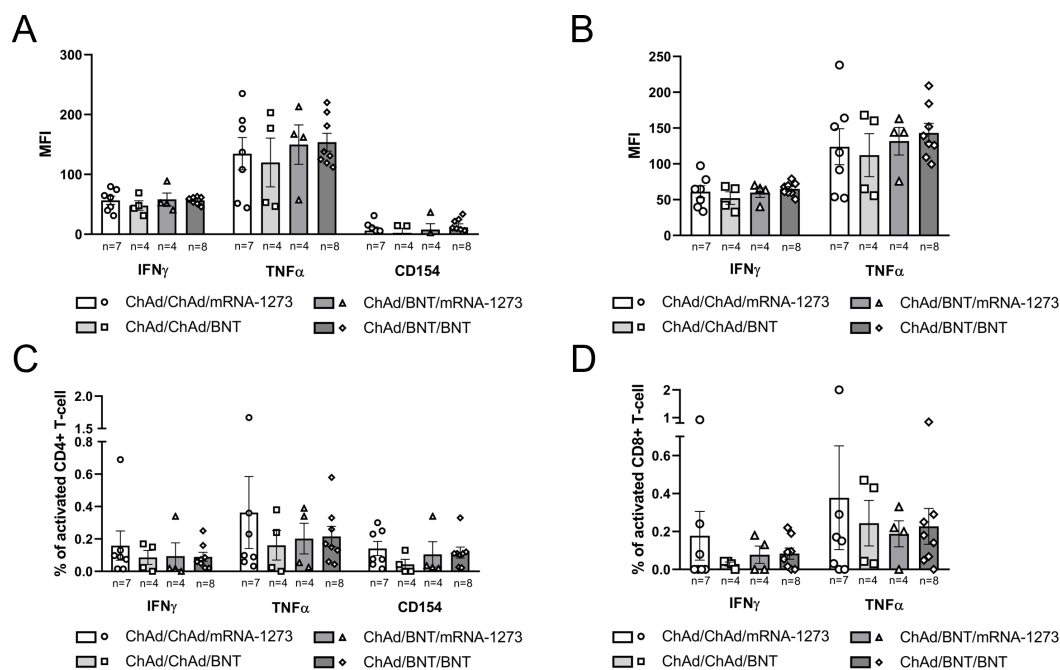 A
MFI
300
200
100
0
n=7 n=4 n=4 n=8 n=7 n=4 n=4 n=8 n=7 n=4 n=4 n=8
IFNγ TNFα CD154
ChAd/ChAd/mRNA-1273 ChAd/BNT/mRNA-1273
ChAd/ChAd/BNT ChAd/BNT/BNT
B
MFI
250
200
150
100
50
0
n=7 n=4 n=4 n=8 n=7 n=4 n=4 n=8
IFNγ TNFα
ChAd/ChAd/mRNA-1273 ChAd/BNT/mRNA-1273
ChAd/ChAd/BNT ChAd/BNT/BNT
C
% of activated CD4+ T-cell
2.0
1.5
0.8
0.6
0.4
0.2
0.0
n=7 n=4 n=4 n=8 n=7 n=4 n=4 n=8 n=7 n=4 n=4 n=8
IFNγ TNFα CD154
ChAd/ChAd/mRNA-1273 ChAd/BNT/mRNA-1273
ChAd/ChAd/BNT ChAd/BNT/BNT
D
% of activated CD8+ T-cell
2
1
0.6
0.4
0.2
0.0
n=7 n=4 n=4 n=8 n=7 n=4 n=4 n=8
IFNγ TNFα
ChAd/ChAd/mRNA-1273 ChAd/BNT/mRNA-1273
ChAd/ChAd/BNT ChAd/BNT/BNT